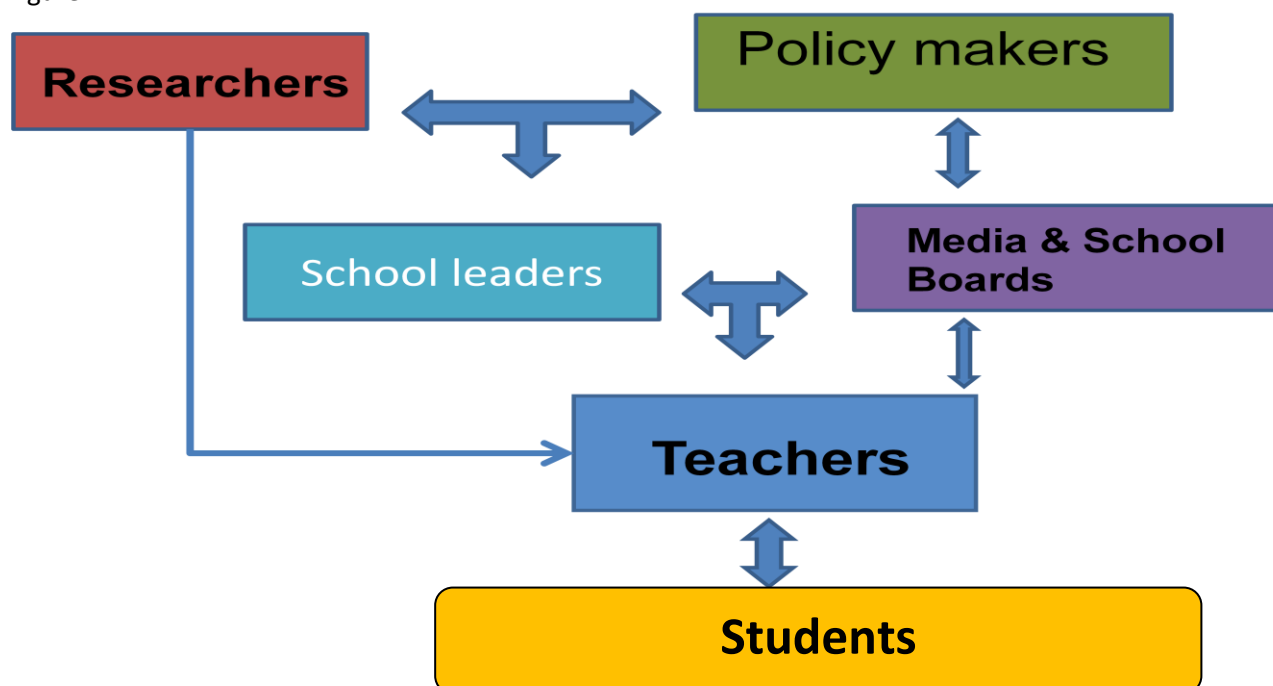 Researchers
Policy makers
School leaders
Media & School
Boards
Teachers
Students